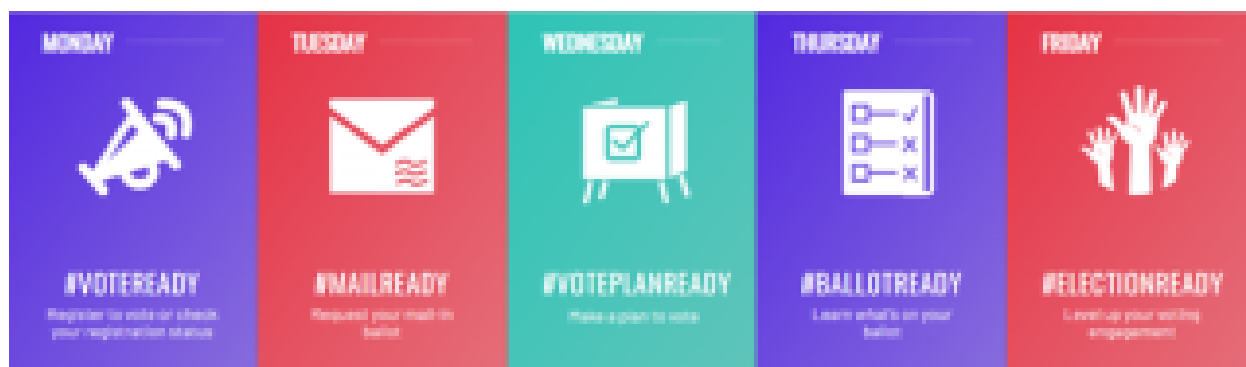 MONDAY
#VOTEREADY
Register to vote or check
your registration status
TUESDAY
#MAILREADY
Request your mail-in
ballot
WEDNESDAY
#VOTEPLANREADY
Make a plan to vote
THURSDAY
#BALLOTREADY
Learn what's on your
ballot
FRIDAY
#ELECTIONREADY
Level up your voting
engagement